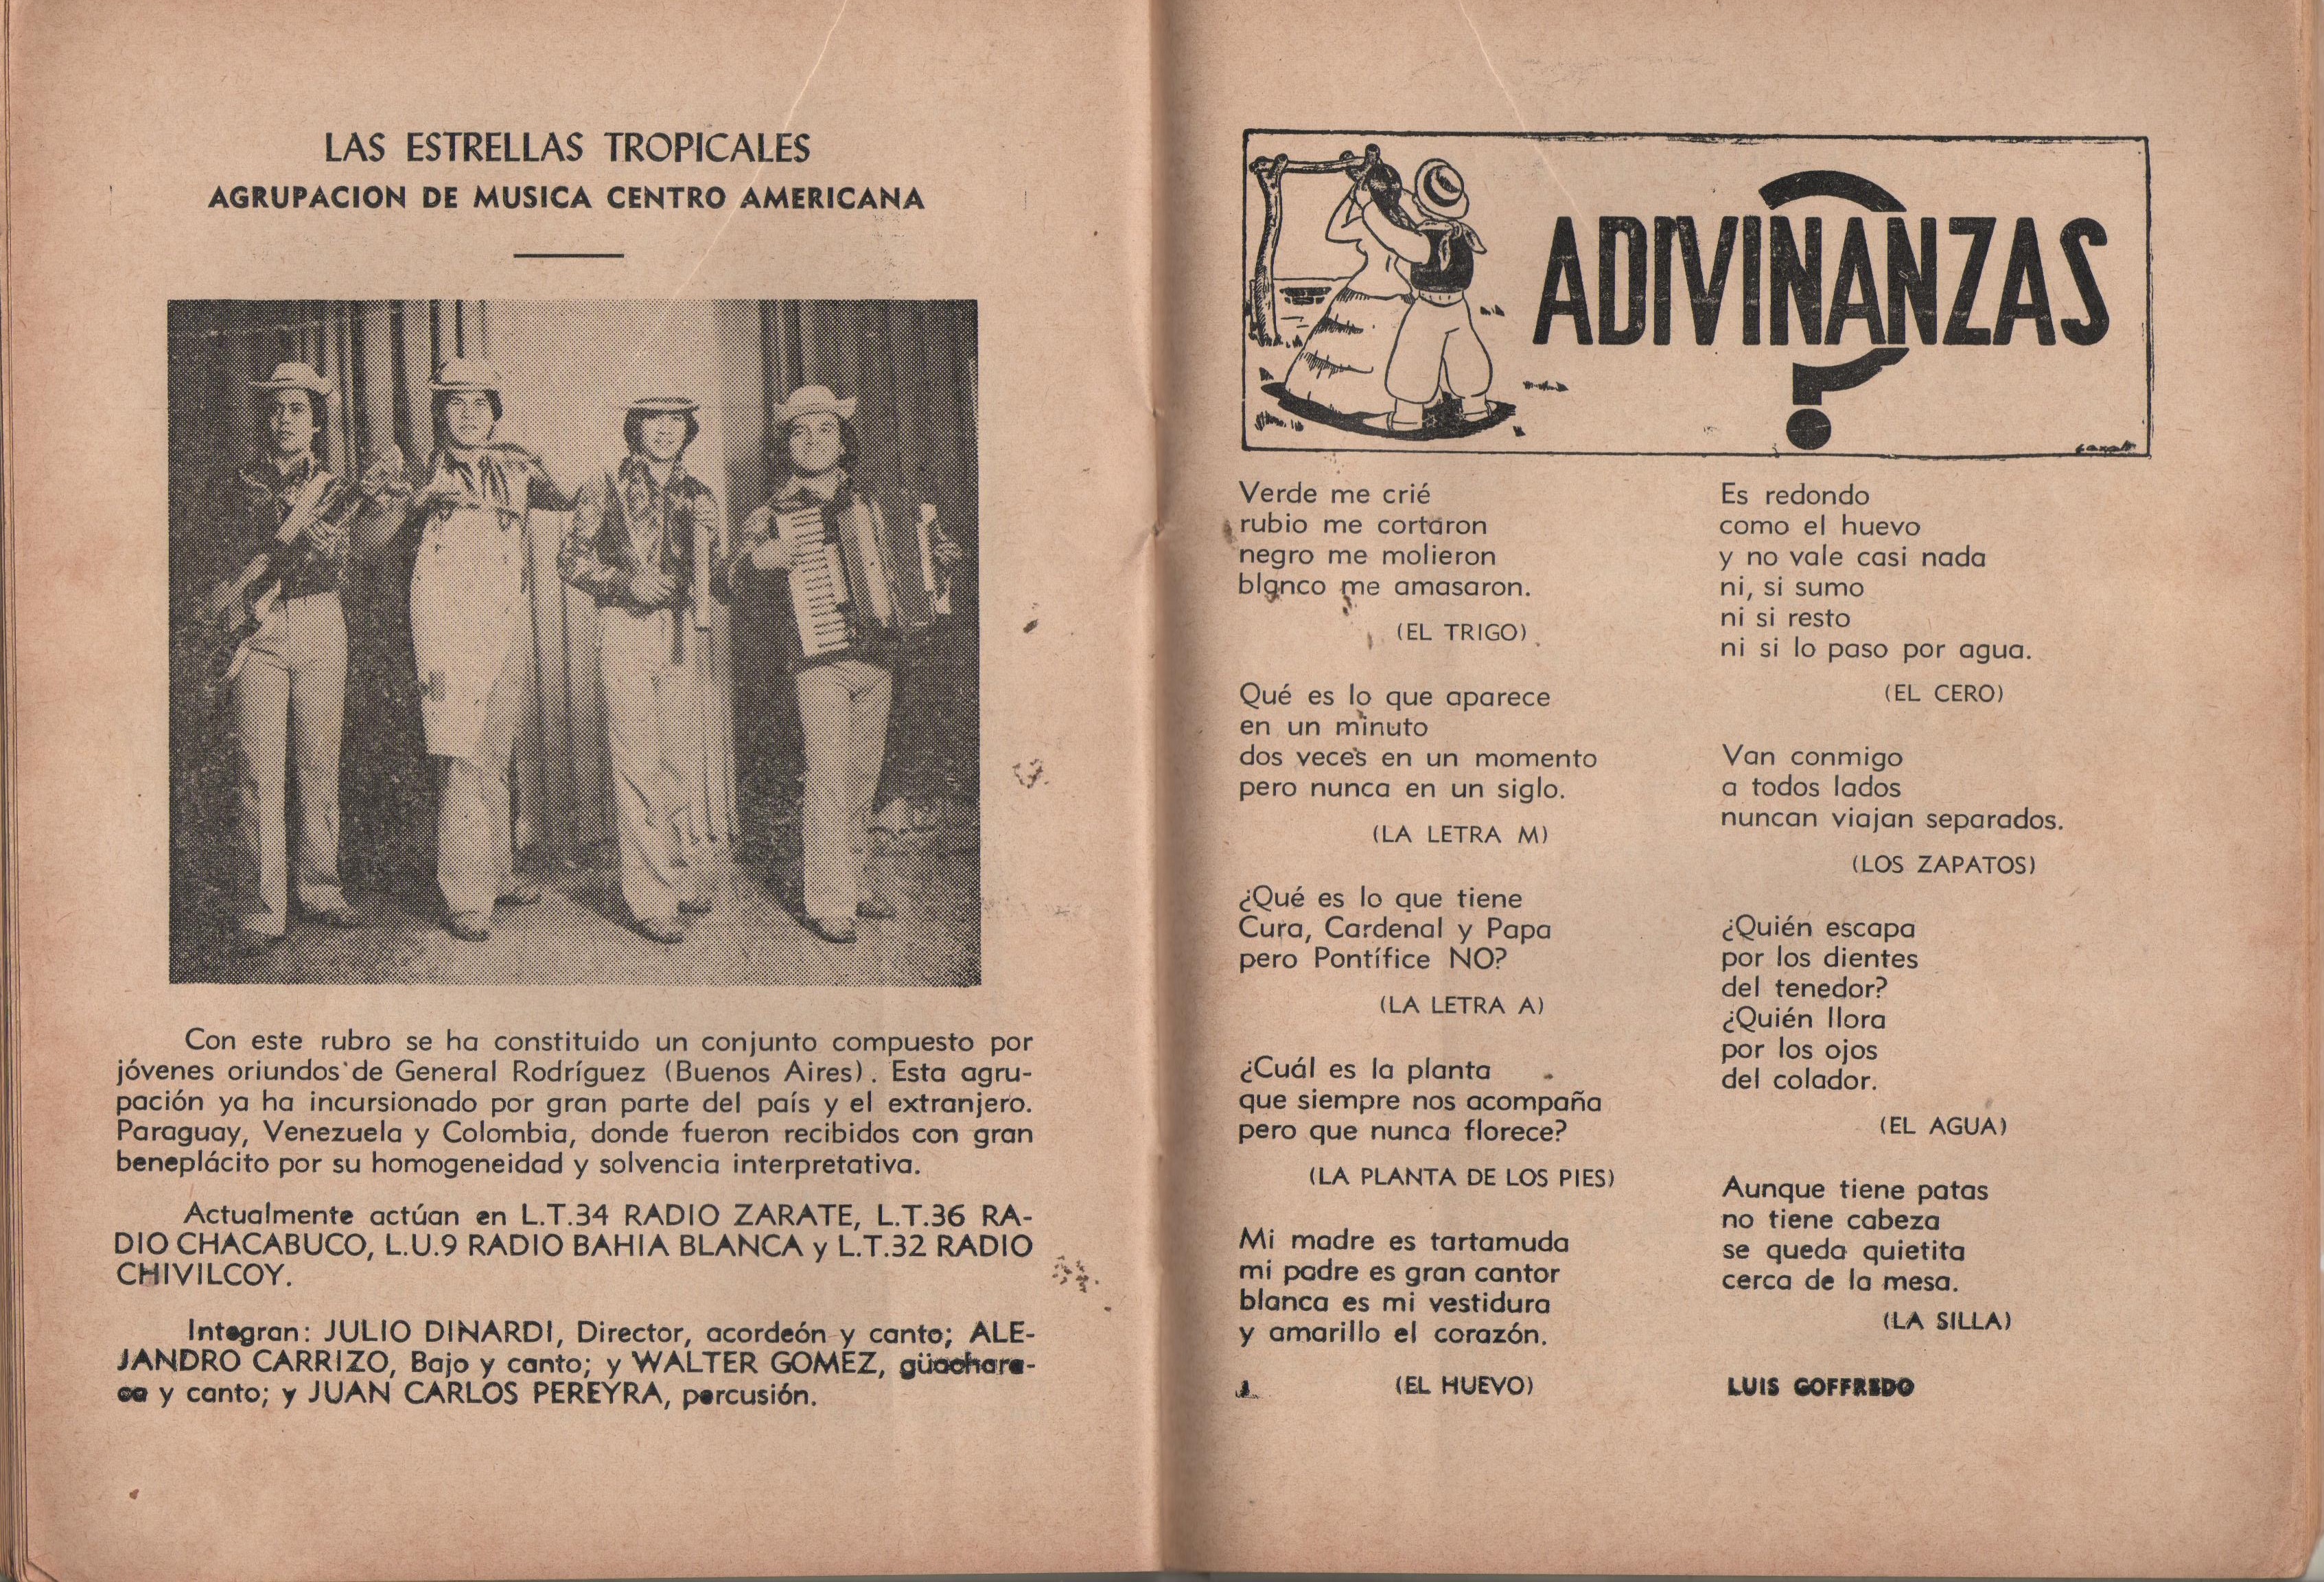 LAS ESTRELLAS TROPICALES
AGRUPACION DE MUSICA CENTRO AMERICANA
Con este rubro se ha constituido un conjunto compuesto por
jóvenes oriundos de General Rodríguez (Buenos Aires). Esta agru-
pación ya ha incursionado por gran parte del país y el extranjero.
Paraguay, Venezuela y Colombia, donde fueron recibidos con gran
beneplácito por su homogeneidad y solvencia interpretativa.
Actualmente actúan en L.T.34 RADIO ZARATE, L.T.36 RA-
DIO CHACABUCO, L.U.9 RADIO BAHIA BLANCA y L.T.32 RADIO
CHIVILCOY.
Integran: JULIO DINARDI, Director, acordeón y canto; ALE-
JANDRO CARRIZO, Bajo y canto; y WALTER GOMEZ, güachara-
ca y canto; y JUAN CARLOS PEREYRA, percusión.
ADIVINANZAS
?
Verde me crié
rubio me cortaron
negro me molieron
blanco me amasaron.
(EL TRIGO)
Qué es lo que aparece
en un minuto
dos veces en un momento
pero nunca en un siglo.
(LA LETRA M)
¿Qué es lo que tiene
Cura, Cardenal y Papa
pero Pontífice NO?
(LA LETRA A)
¿Cuál es la planta
que siempre nos acompaña
pero que nunca florece?
(LA PLANTA DE LOS PIES)
Mi madre es tartamuda
mi padre es gran cantor
blanca es mi vestidura
y amarillo el corazón.
(EL HUEVO)
Es redondo
como el huevo
y no vale casi nada
ni, si sumo
ni si resto
ni si lo paso por agua.
(EL CERO)
Van conmigo
a todos lados
nuncan viajan separados.
(LOS ZAPATOS)
¿Quién escapa
por los dientes
del tenedor?
¿Quién llora
por los ojos
del colador.
(EL AGUA)
Aunque tiene patas
no tiene cabeza
se queda quietita
cerca de la mesa.
(LA SILLA)
LUIS GOFFREDO